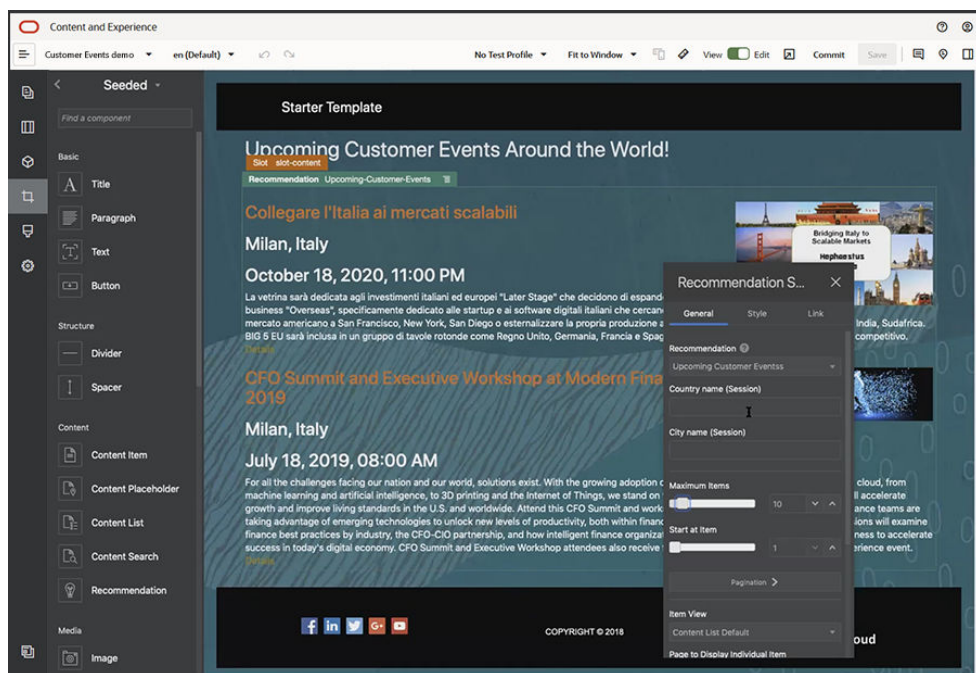 Content and Experience
Customer Events demo
en (Default)
No Test Profile
Fit to Window
View
Edit
Commit
Save
Seeded
Find a component
Basic
Title
Paragraph
Text
Button
Structure
Divider
Spacer
Content
Content Item
Content Placeholder
Content List
Content Search
Recommendation
Media
Image
Starter Template
Upcoming Customer Events Around the World!
Slot slot-content
Recommendation Upcoming-Customer-Events
Collegare l'Italia ai mercati scalabili
Milan, Italy
October 18, 2020, 11:00 PM
La vetrina sarà dedicata agli investimenti italiani ed europei "Later Stage" che decidono di espand
business "Overseas", specificamente dedicato alle startup e ai software digitali italiani che cercan
mercato americano a San Francisco, New York, San Diego o esternalizzare la propria produzione a
India, Sudafrica.
BIG 5 EU sarà inclusa in un gruppo di tavole rotonde come Regno Unito, Germania, Francia e Spag
competitivo.
Details
Bridging Italy to
Scalable Markets
Hephaestus
CFO Summit and Executive Workshop at Modern Fina
2019
Milan, Italy
July 18, 2019, 08:00 AM
For all the challenges facing our nation and our world, solutions exist. With the growing adoption o
cloud, from
machine learning and artificial intelligence, to 3D printing and the Internet of Things, we stand on
ll accelerate
growth and improve living standards in the U.S. and worldwide. Attend this CFO Summit and work
ance teams are
taking advantage of emerging technologies to unlock new levels of productivity, both within financ
ions will examine
finance best practices by industry, the CFO-CIO partnership, and how intelligent finance organizat
ness to accelerate
success in today's digital economy. CFO Summit and Executive Workshop attendees also receive
erience event.
Details
COPYRIGHT © 2018
oud
Recommendation S...
General
Style
Link
Recommendation
Upcoming Customer Eventss
Country name (Session)
City name (Session)
Maximum Items
10
Start at Item
1
Pagination
Item View
Content List Default
Page to Display Individual Item